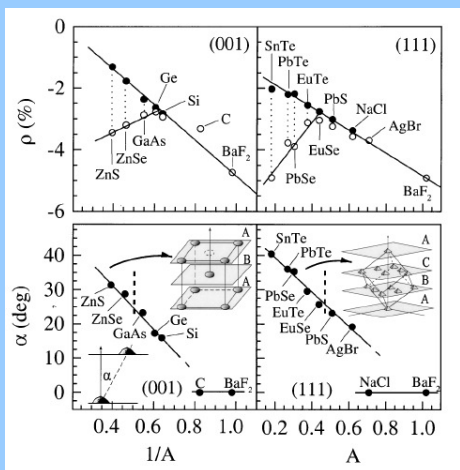 ρ (%)
0
-2
-4
-6
(001)
Ge
Si
C
GaAs
ZnSe
ZnS
BaF2
(111)
SnTe
PbTe
EuTe
PbS
NaCl
AgBr
EuSe
PbSe
BaF2
α (deg)
40
30
20
10
0
A
B
A
ZnS
ZnSe
GaAs
Ge
Si
α
(001)
C
BaF2
A
C
B
A
SnTe
PbTe
PbSe
EuTe
EuSe
PbS
AgBr
(111)
NaCl
BaF2
0.4 0.6 0.8 1.0
1/A
0.2 0.4 0.6 0.8 1.0
A